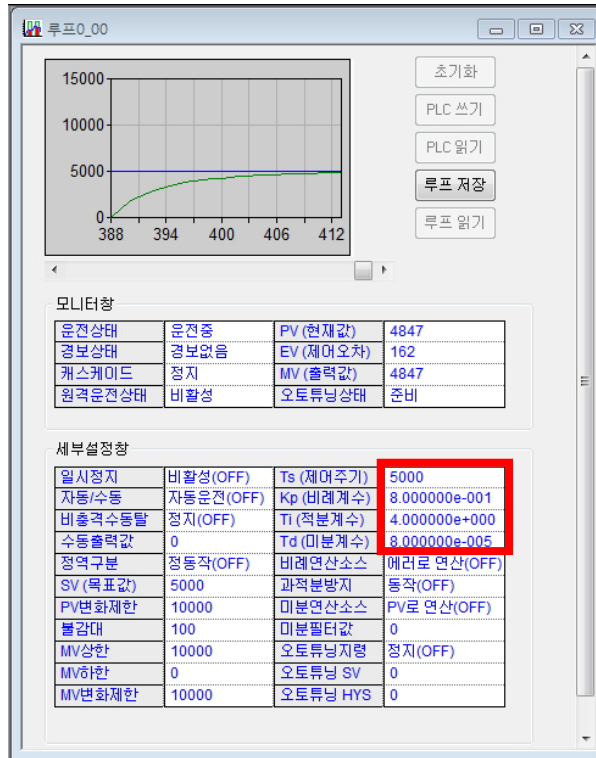 루프0_00
초기화
PLC 쓰기
PLC 읽기
루프 저장
루프 읽기
15000
10000
5000
0
388 394 400 406 412
모니터창
운전상태 운전중 PV (현재값) 4847
경보상태 경보없음 EV (제어오차) 162
캐스케이드 정지 MV (출력값) 4847
원격운전상태 비활성 오토튜닝상태 준비
세부설정창
일시정지 비활성(OFF) Ts (제어주기) 5000
자동/수동 자동운전(OFF) Kp (비례계수) 8.000000e-001
비충격수동탈 정지(OFF) Ti (적분계수) 4.000000e+000
수동출력값 0 Td (미분계수) 8.000000e-005
정역구분 정동작(OFF) 비례연산소스 에러로 연산(OFF)
SV (목표값) 5000 과적분방지 동작(OFF)
PV변화제한 10000 미분연산소스 PV로 연산(OFF)
불감대 100 미분필터값 0
MV상한 10000 오토튜닝지령 정지(OFF)
MV하한 0 오토튜닝 SV 0
MV변화제한 10000 오토튜닝 HYS 0